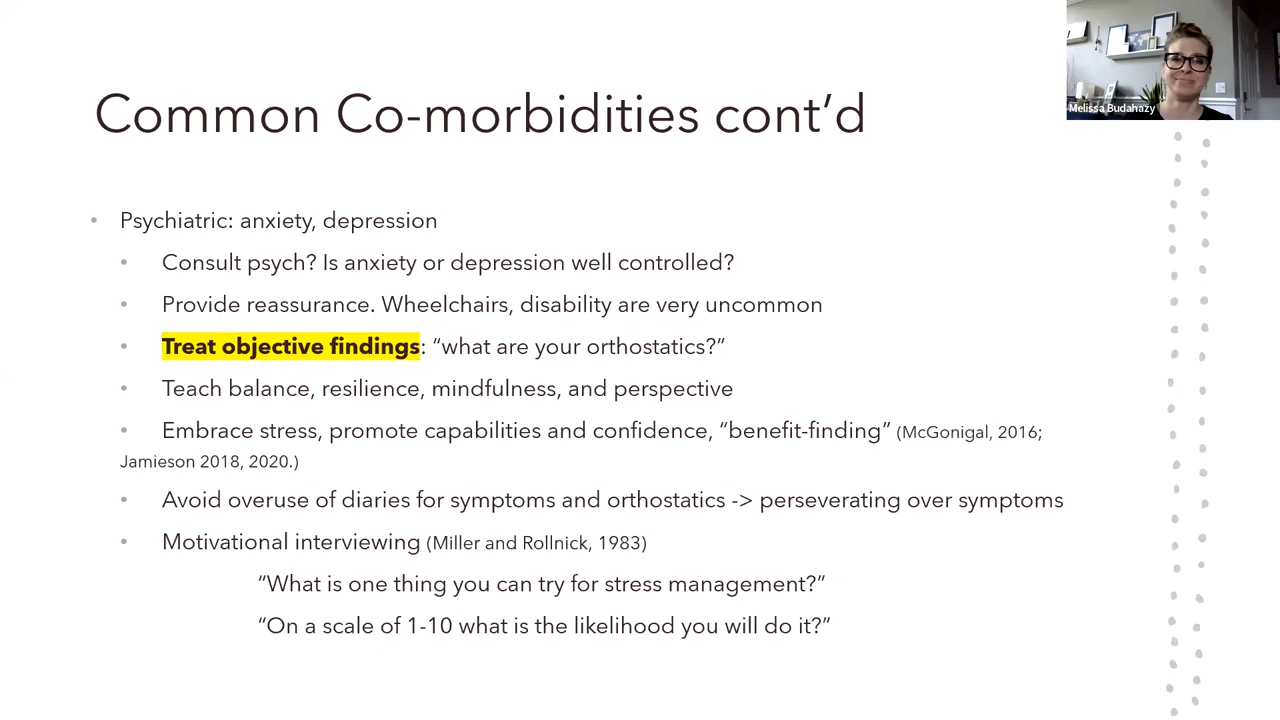 Melissa Budahazy
Common Co-morbidities cont’d
• Psychiatric: anxiety, depression
• Consult psych? Is anxiety or depression well controlled?
• Provide reassurance. Wheelchairs, disability are very uncommon
• Treat objective findings: “what are your orthostatics?”
• Teach balance, resilience, mindfulness, and perspective
• Embrace stress, promote capabilities and confidence, “benefit-finding” (McGonigal, 2016;
Jamieson 2018, 2020.)
• Avoid overuse of diaries for symptoms and orthostatics -> perseverating over symptoms
• Motivational interviewing (Miller and Rollnick, 1983)
“What is one thing you can try for stress management?”
“On a scale of 1-10 what is the likelihood you will do it?”